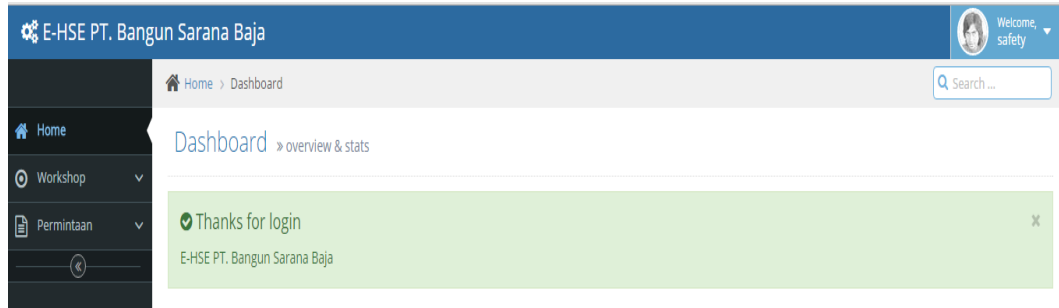 E-HSE PT. Bangun Sarana Baja
Welcome,
safety
Home > Dashboard
Search ...
Home
Workshop
Permintaan
Dashboard » overview & stats
Thanks for login
×
E-HSE PT. Bangun Sarana Baja